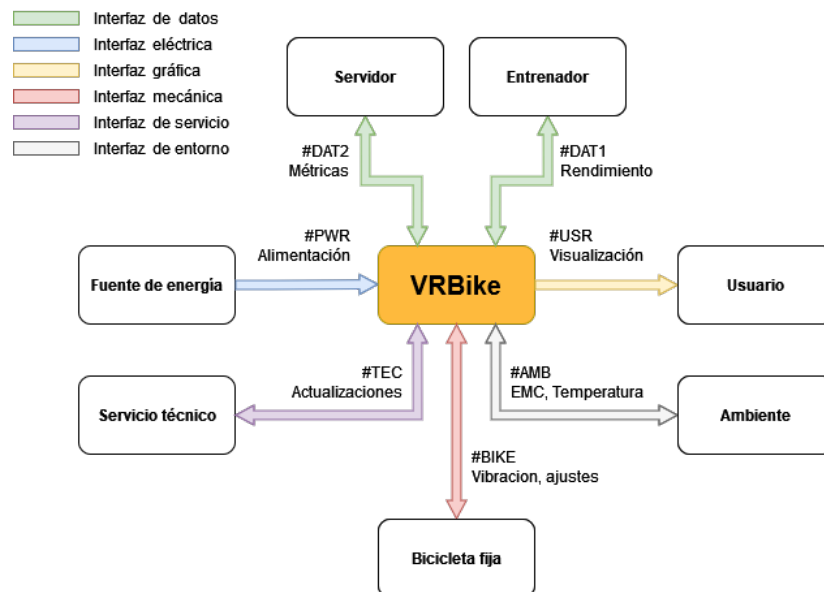 Interfaz de datos
Interfaz eléctrica
Interfaz gráfica
Interfaz mecánica
Interfaz de servicio
Interfaz de entorno
Servidor
Entrenador
#DAT2
Métricas
#DAT1
Rendimiento
#PWR
Alimentación
#USR
Visualización
Fuente de energía
VRBike
Usuario
#TEC
Actualizaciones
#AMB
EMC, Temperatura
Servicio técnico
Ambiente
#BIKE
Vibracion, ajustes
Bicicleta fija